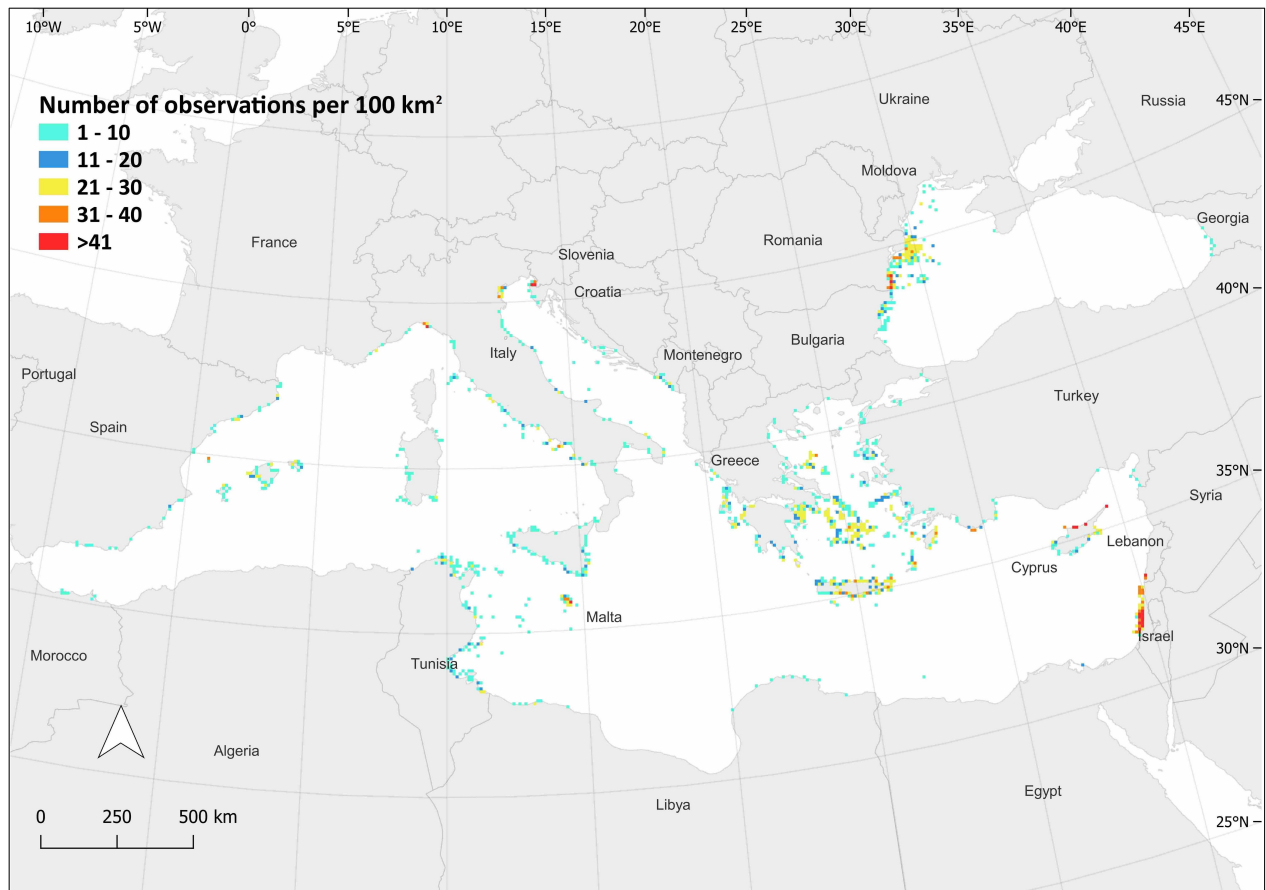 10°W 5°W 0° 5°E 10°E 15°E 20°E 25°E 30°E 35°E 40°E 45°E
Number of observations per 100 km²
1 - 10
11 - 20
21 - 30
31 - 40
>41
Ukraine
45°N
Russia
Moldova
Georgia
France
Romania
Slovenia
40°N
Croatia
Bulgaria
Italy
Montenegro
Portugal
Turkey
Spain
Greece
35°N
Syria
Lebanon
Cyprus
Malta
Israel
30°N
Morocco
Tunisia
Algeria
Egypt
Libya
0 250 500 km
25°N